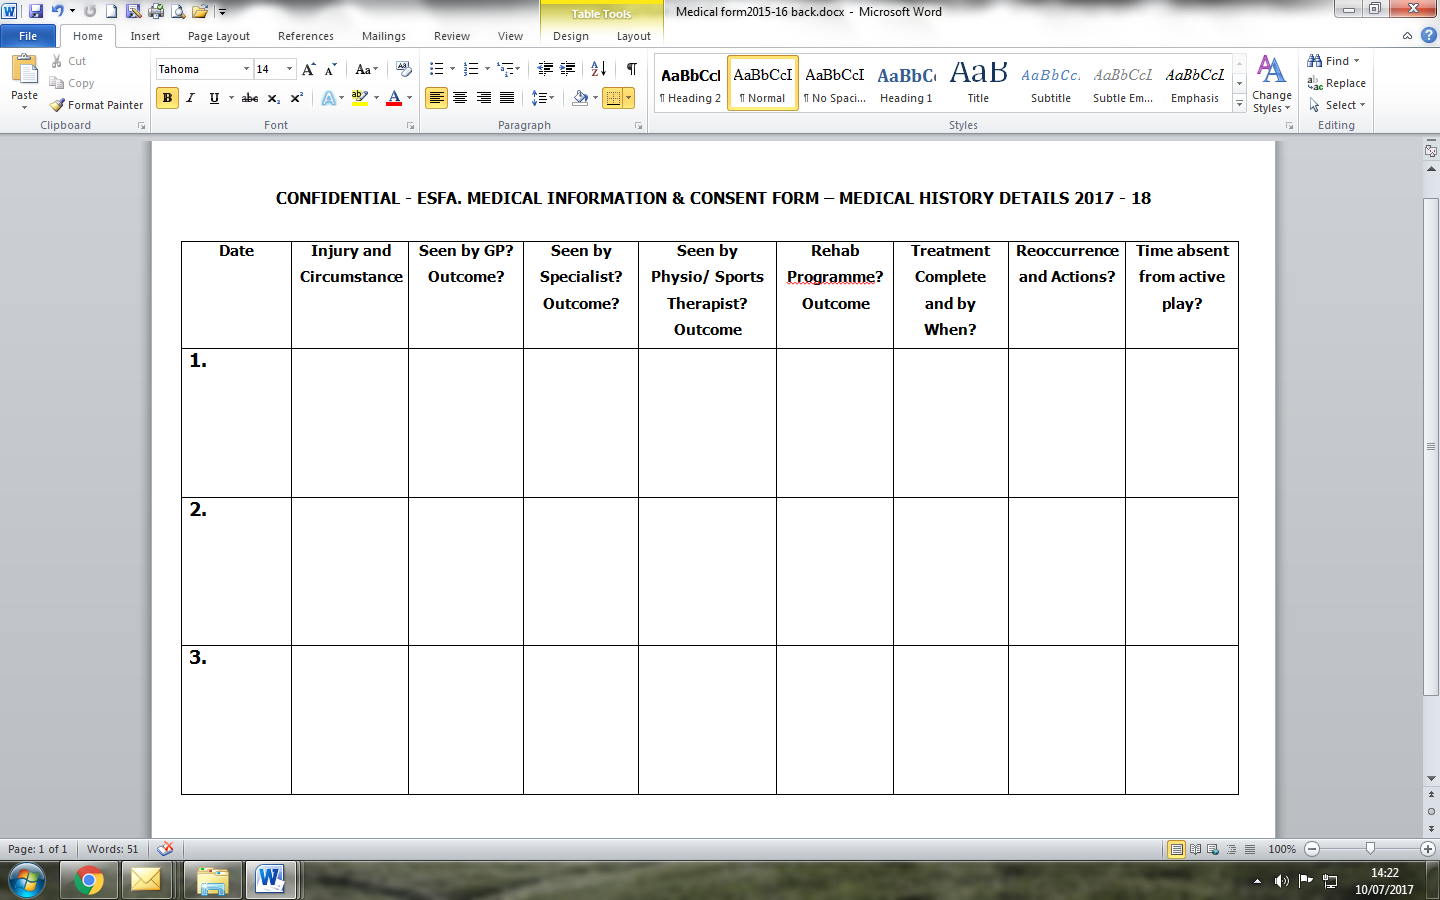 Table Tools
Medical form2015-16 back.docx - Microsoft Word
File Home Insert Page Layout References Mailings Review View Design Layout
Paste
Cut
Copy
Format Painter
Clipboard
Tahoma 14
B I U abc x₂ x²
Font
Paragraph
AaBbCcI AaBbCcI AaBbCcI AaBbCc AaB AaBbCc. AaBbCcL AaBbCcL
¶ Heading 2 ¶ Normal ¶ No Spaci... Heading 1 Title Subtitle Subtle Em... Emphasis
Styles
Change
Styles
Find
Replace
Select
Editing
CONFIDENTIAL - ESFA. MEDICAL INFORMATION & CONSENT FORM – MEDICAL HISTORY DETAILS 2017 - 18
Date
Injury and
Circumstance
Seen by GP?
Outcome?
Seen by
Specialist?
Outcome?
Seen by
Physio/ Sports
Therapist?
Outcome
Rehab
Programme?
Outcome
Treatment
Complete
and by
When?
Reoccurrence
and Actions?
Time absent
from active
play?
1.
2.
3.
Page: 1 of 1 Words: 51
100%
14:22
10/07/2017